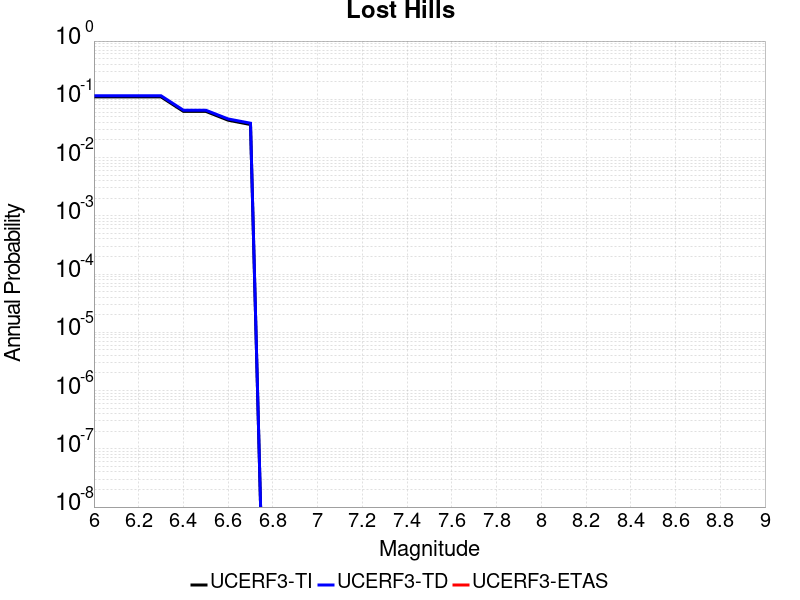 Lost Hills
10^0
10^-1
10^-2
10^-3
10^-4
10^-5
10^-6
10^-7
10^-8
Annual Probability
6 6.2 6.4 6.6 6.8 7 7.2 7.4 7.6 7.8 8 8.2 8.4 8.6 8.8 9
Magnitude
UCERF3-TI UCERF3-TD UCERF3-ETAS